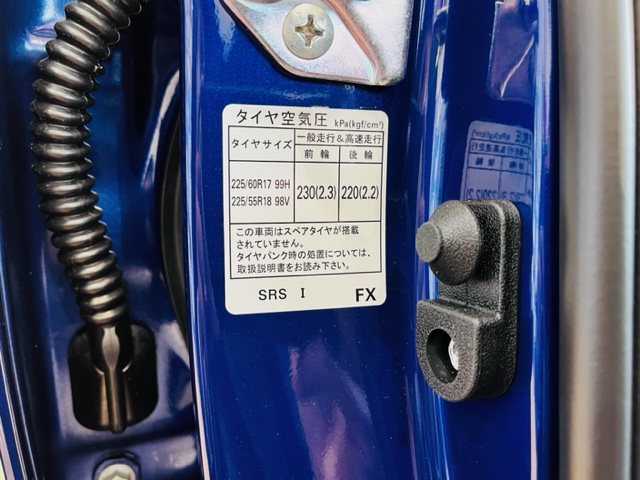 タイヤ空気圧 kPa(kgf/cm²)
タイヤサイズ 一般走行&高速走行
前輪 後輪
225/60R17 99H
225/55R18 98V
230(2.3) 220(2.2)
この車両はスペアタイヤが搭載
されていません。
タイヤパンク時の処置については、
取扱説明書をお読み下さい。
SRS I FX